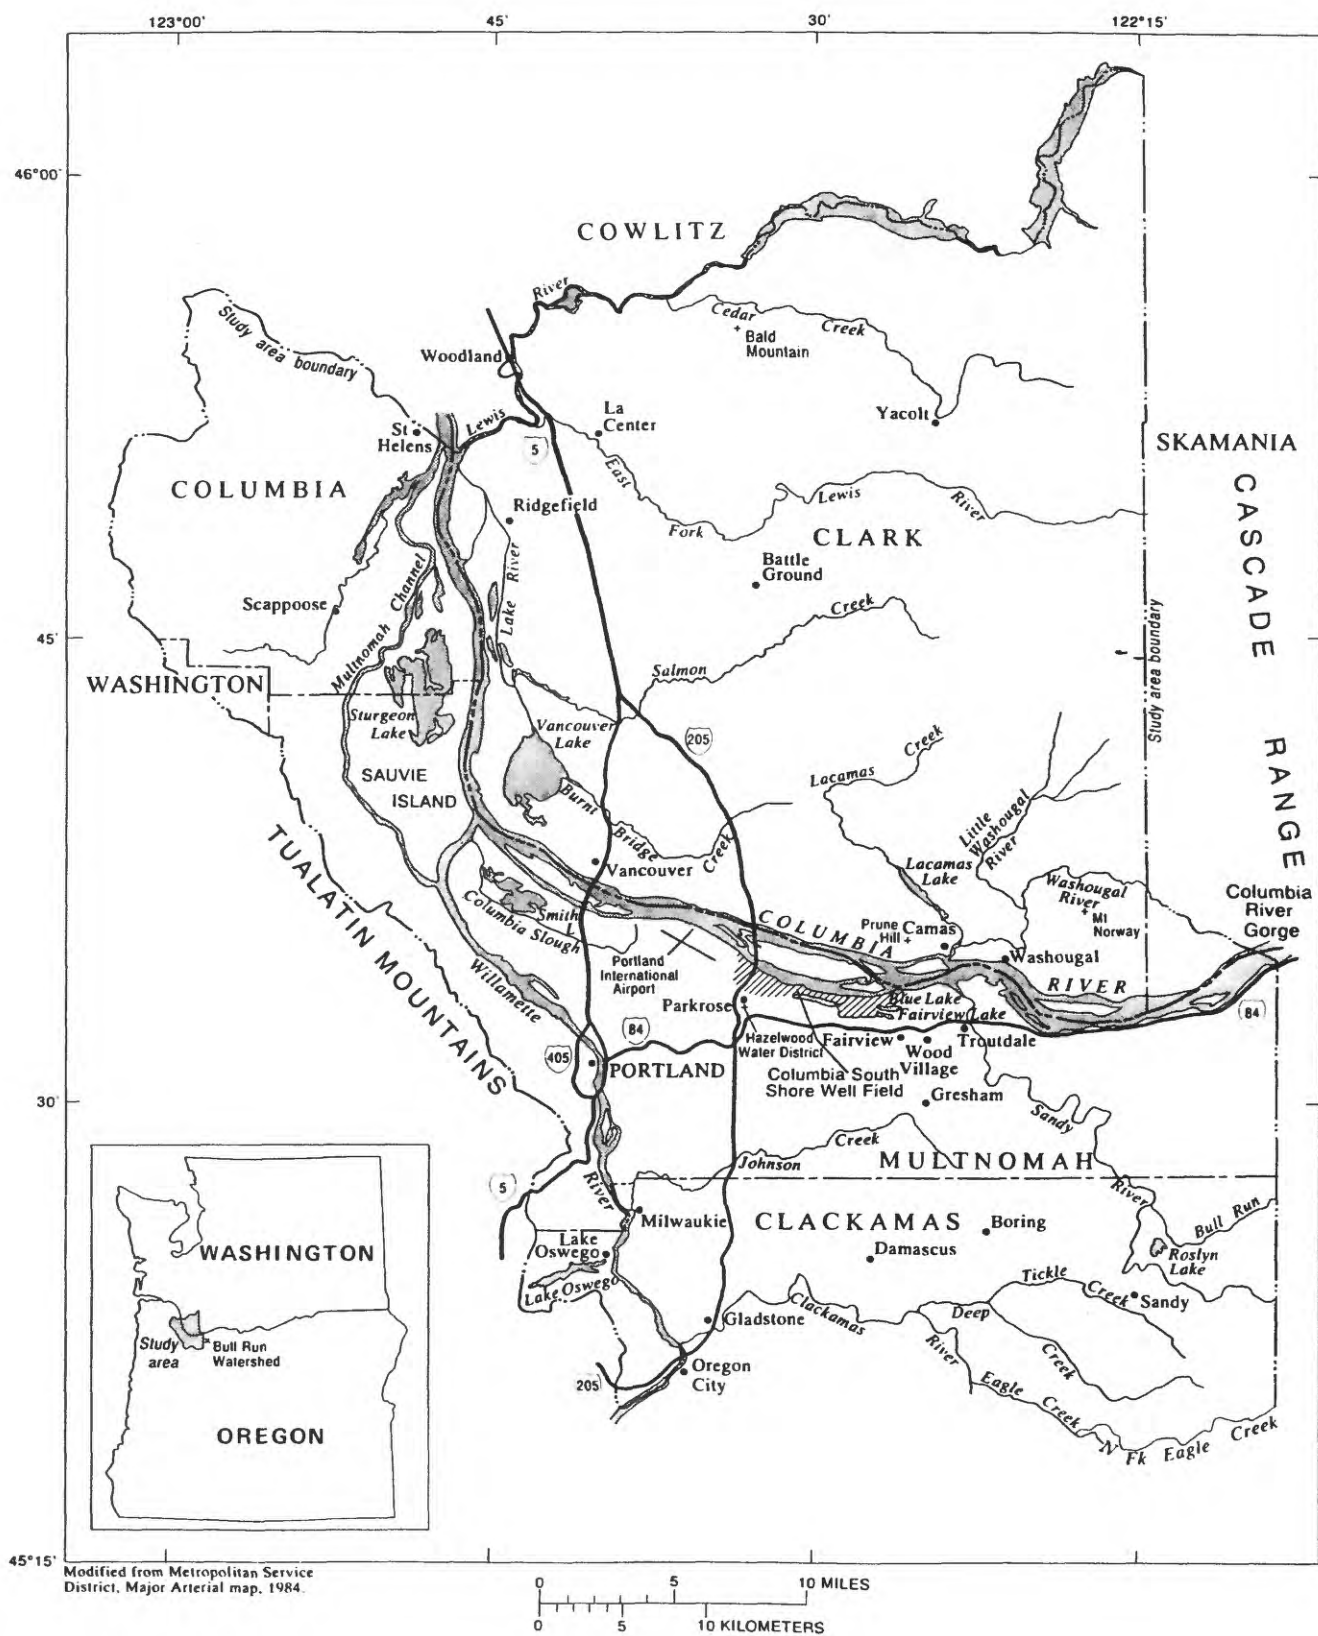 123°00'
45'
30'
122°15'
46°00'
COWLITZ
River
Cedar
Creek
Bald
Mountain
Study area boundary
Woodland
Yacolt
La
Center
Lewis
St
Helens
5
SKAMANIA
COLUMBIA
East
Fork
Lewis
River
Ridgefield
CLARK
CASCADE RANGE
Battle
Ground
Lake River
Multnomah Channel
Scappoose
Creek
Salmon
45'
Study area boundary
WASHINGTON
Sturgeon
Lake
Vancouver
Lake
205
Lacamas
Creek
SAUVIE
ISLAND
Burnt
Bridge
Creek
Little
Washougal
River
TUALATIN MOUNTAINS
Vancouver
Lacamas
Lake
Washougal
River
Mt
Norway
Columbia
River
Gorge
Columbia Slough
Smith
L
COLUMBIA
Prune
Hill
Camas
Washougal
Portland
International
Airport
RIVER
Willamette
Parkrose
Blue Lake
Fairview Lake
84
84
Hazelwood
Water District
Fairview
Wood
Village
Troutdale
405
PORTLAND
Columbia South
Shore Well Field
Gresham
30'
Sandy
Creek
Johnson
MULTNOMAH
5
River
River
Milwaukie
CLACKAMAS
Boring
Bull Run
Lake
Oswego
Damascus
Roslyn
Lake
Lake Oswego
Tickle
Creek
Sandy
Clackamas
Deep
Gladstone
River
Creek
Oregon
City
205
Eagle
Creek
N Fk Eagle Creek
WASHINGTON
Study
area
Bull Run
Watershed
OREGON
45°15'
Modified from Metropolitan Service
District, Major Arterial map, 1984.
0 5 10 MILES
0 5 10 KILOMETERS